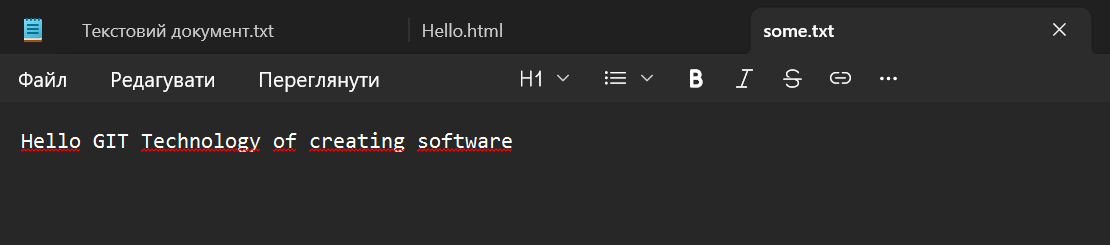 Текстовий документ.txt Hello.html some.txt
Файл Редагувати Переглянути H1 B I S
Hello GIT Technology of creating software